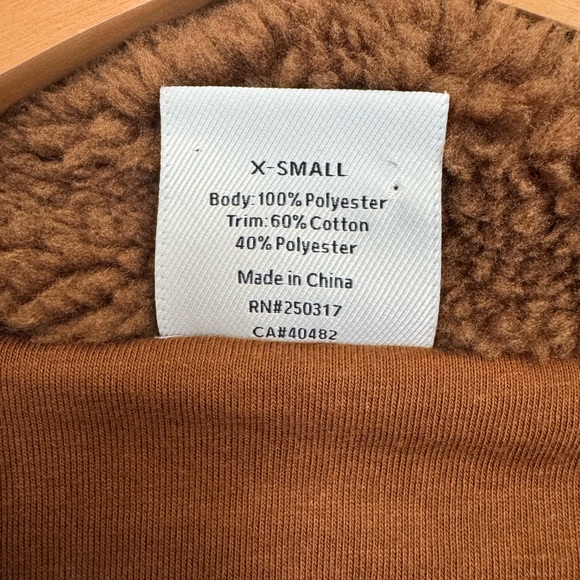 X-SMALL
Body: 100% Polyester
Trim: 60% Cotton
40% Polyester
Made in China
RN#250317
CA#40482